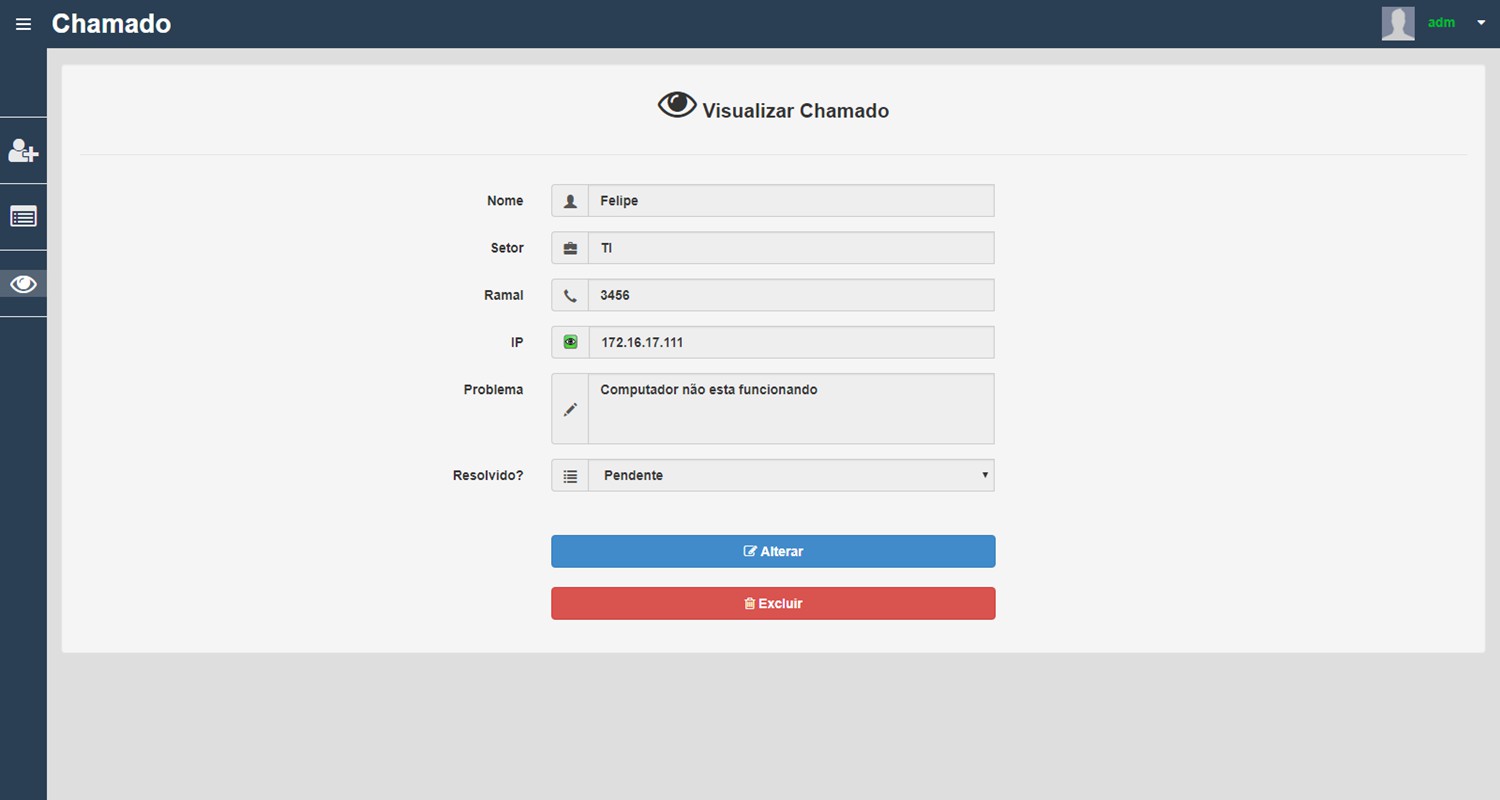 Chamado
adm
Visualizar Chamado
Nome
Felipe
Setor
TI
Ramal
3456
IP
172.16.17.111
Problema
Computador não esta funcionando
Resolvido?
Pendente
Alterar
Excluir